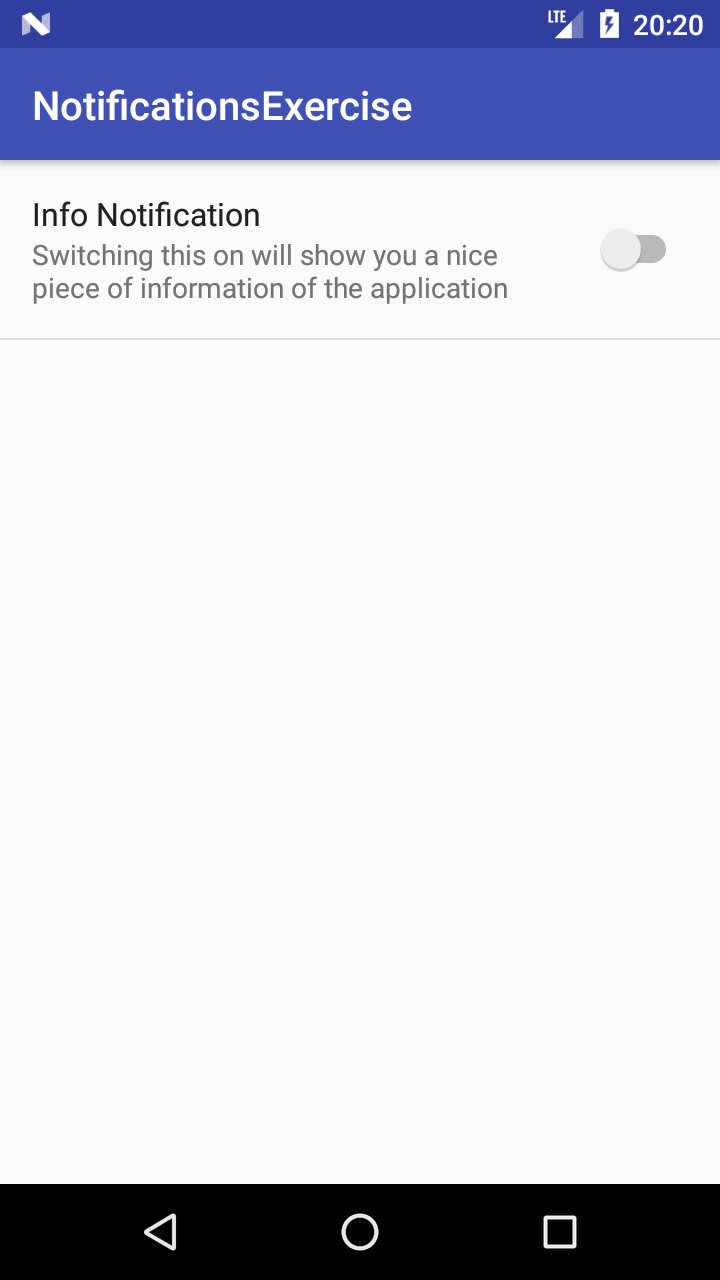 LTE 20:20
NotificationsExercise
Info Notification
Switching this on will show you a nice
piece of information of the application